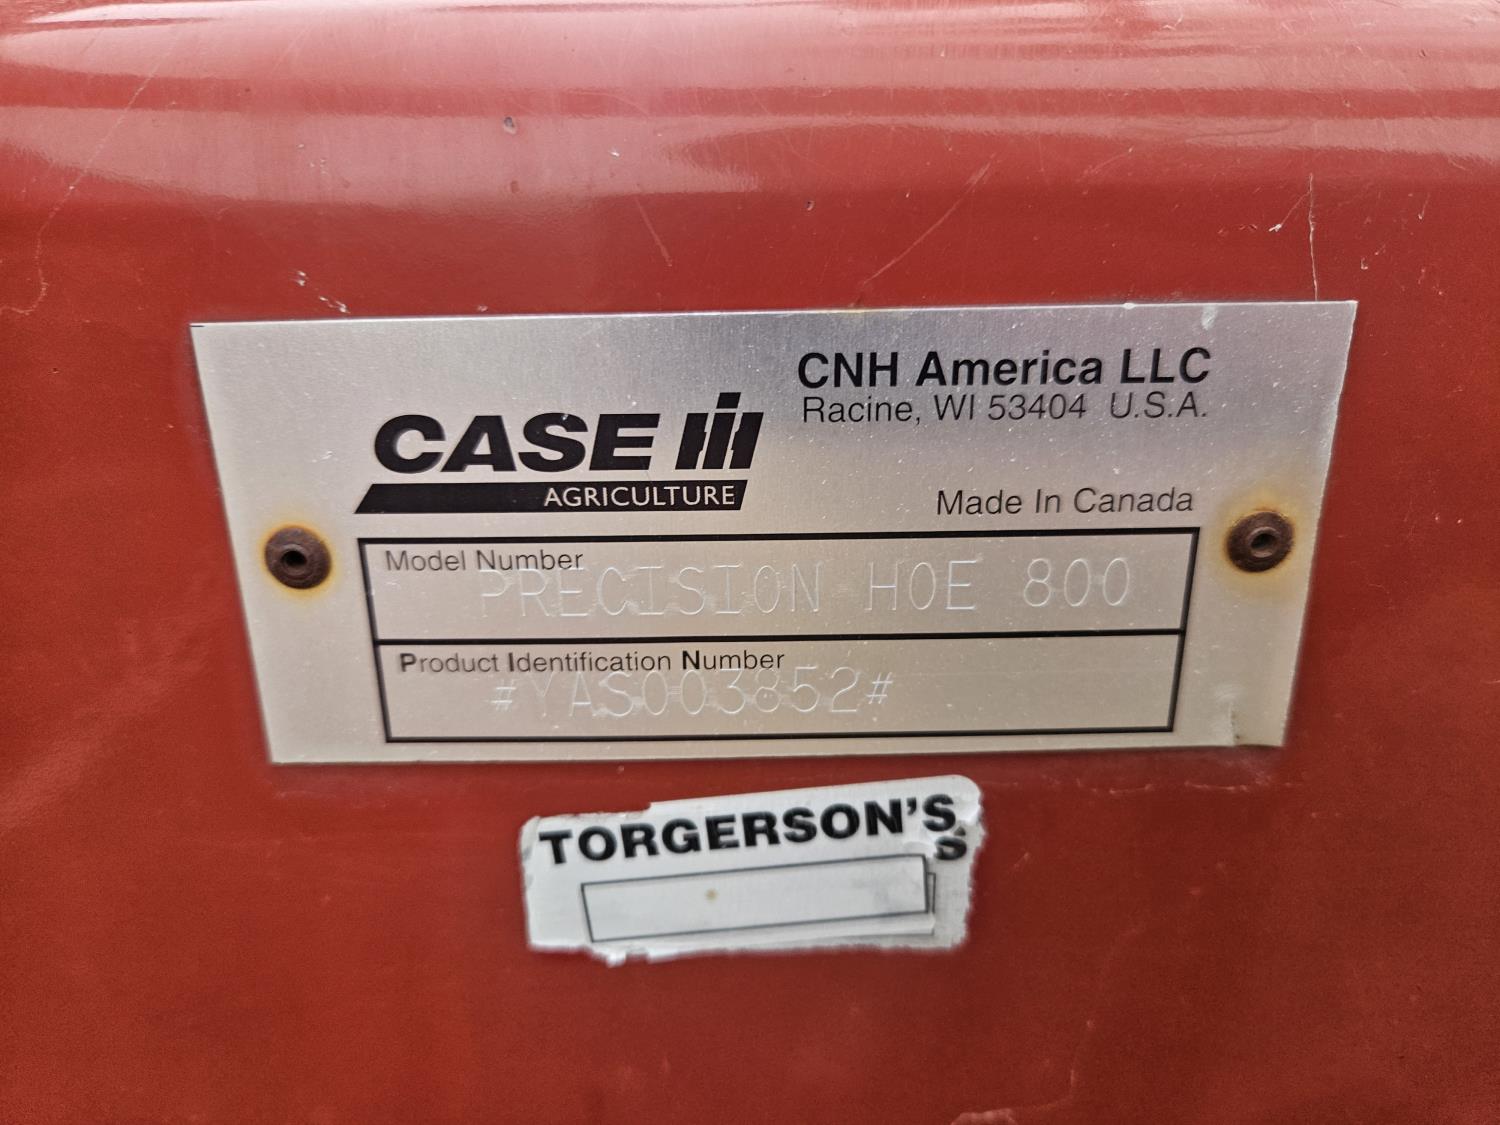 CNH America LLC
Racine, WI 53404 U.S.A.
CASE IH
AGRICULTURE
Made In Canada
Model Number
PRECISION HOE 800
Product Identification Number
#YAS003852#
TORGERSON'S
S